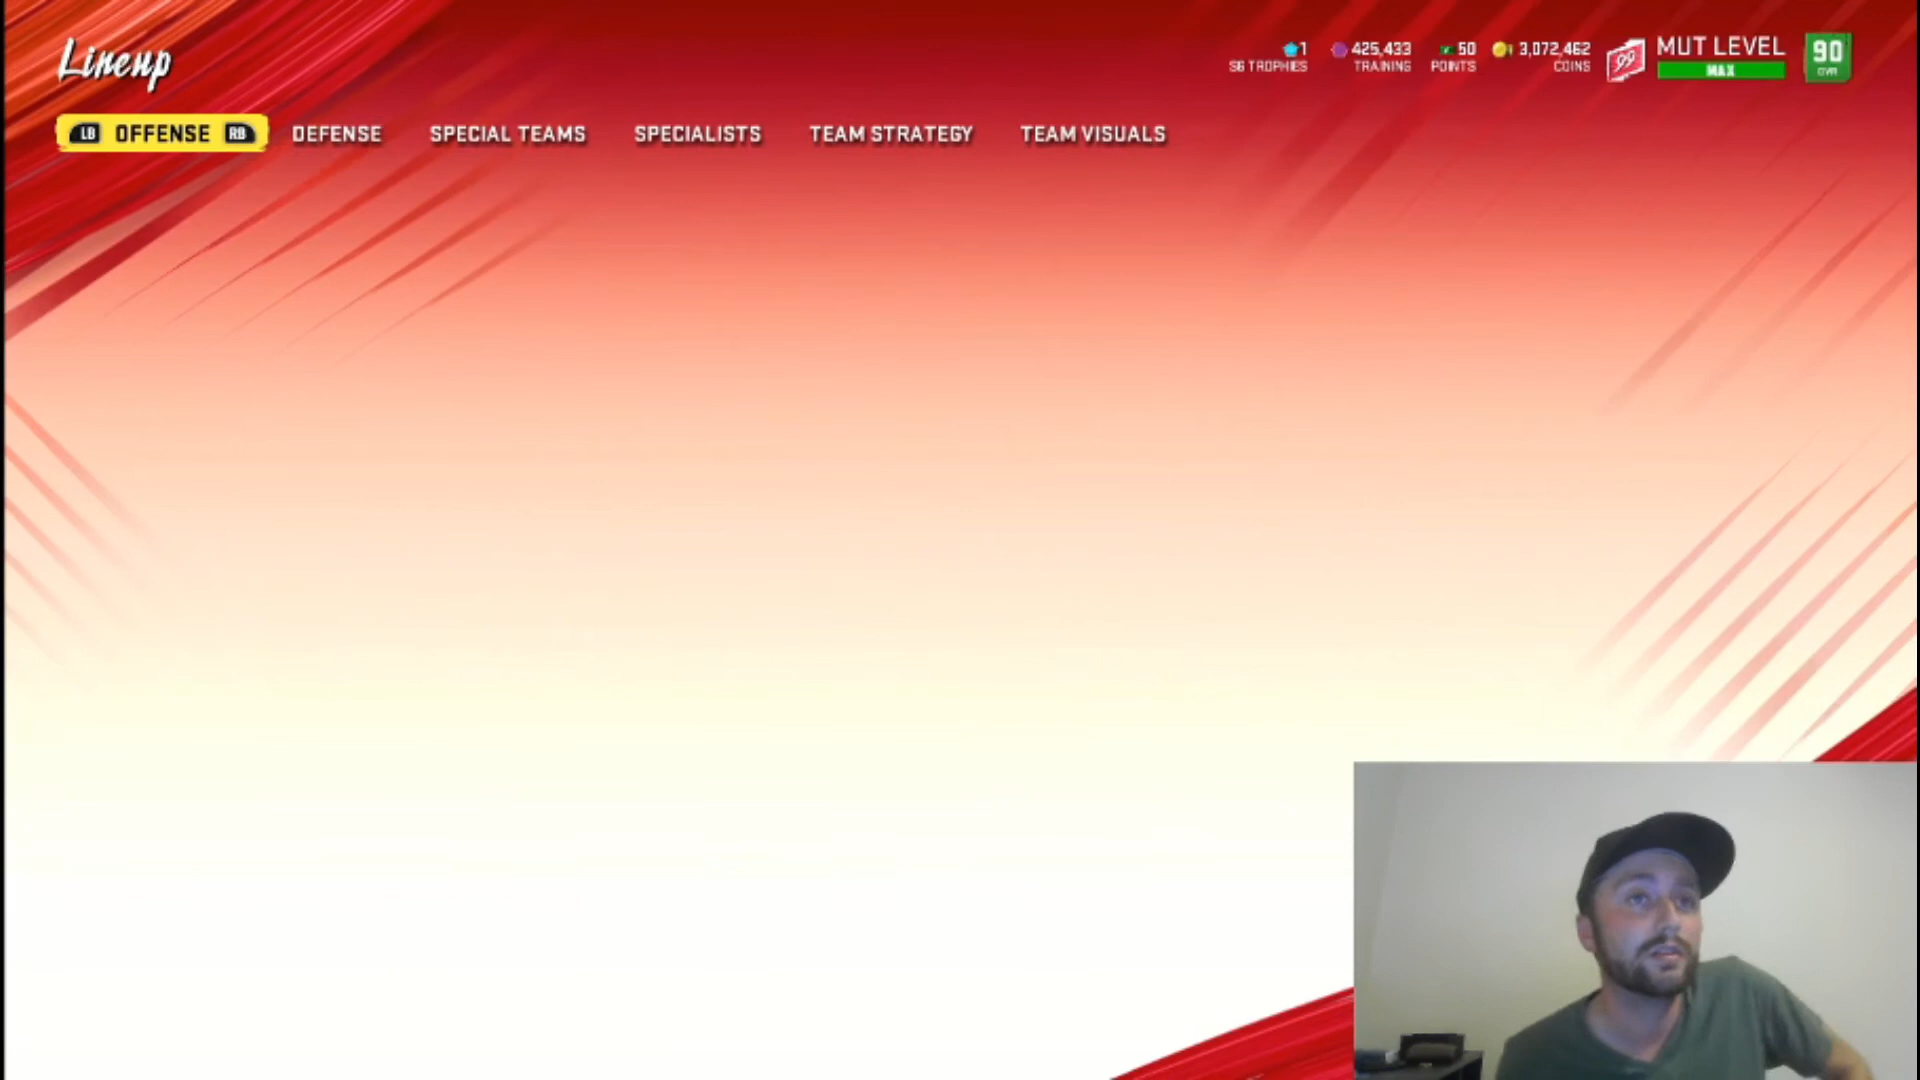 Lineup
1 425,433 50 3,072,462 99 MUT LEVEL 90
S6 TROPHIES TRAINING POINTS COINS MAX OVR
LB OFFENSE RB DEFENSE SPECIAL TEAMS SPECIALISTS TEAM STRATEGY TEAM VISUALS